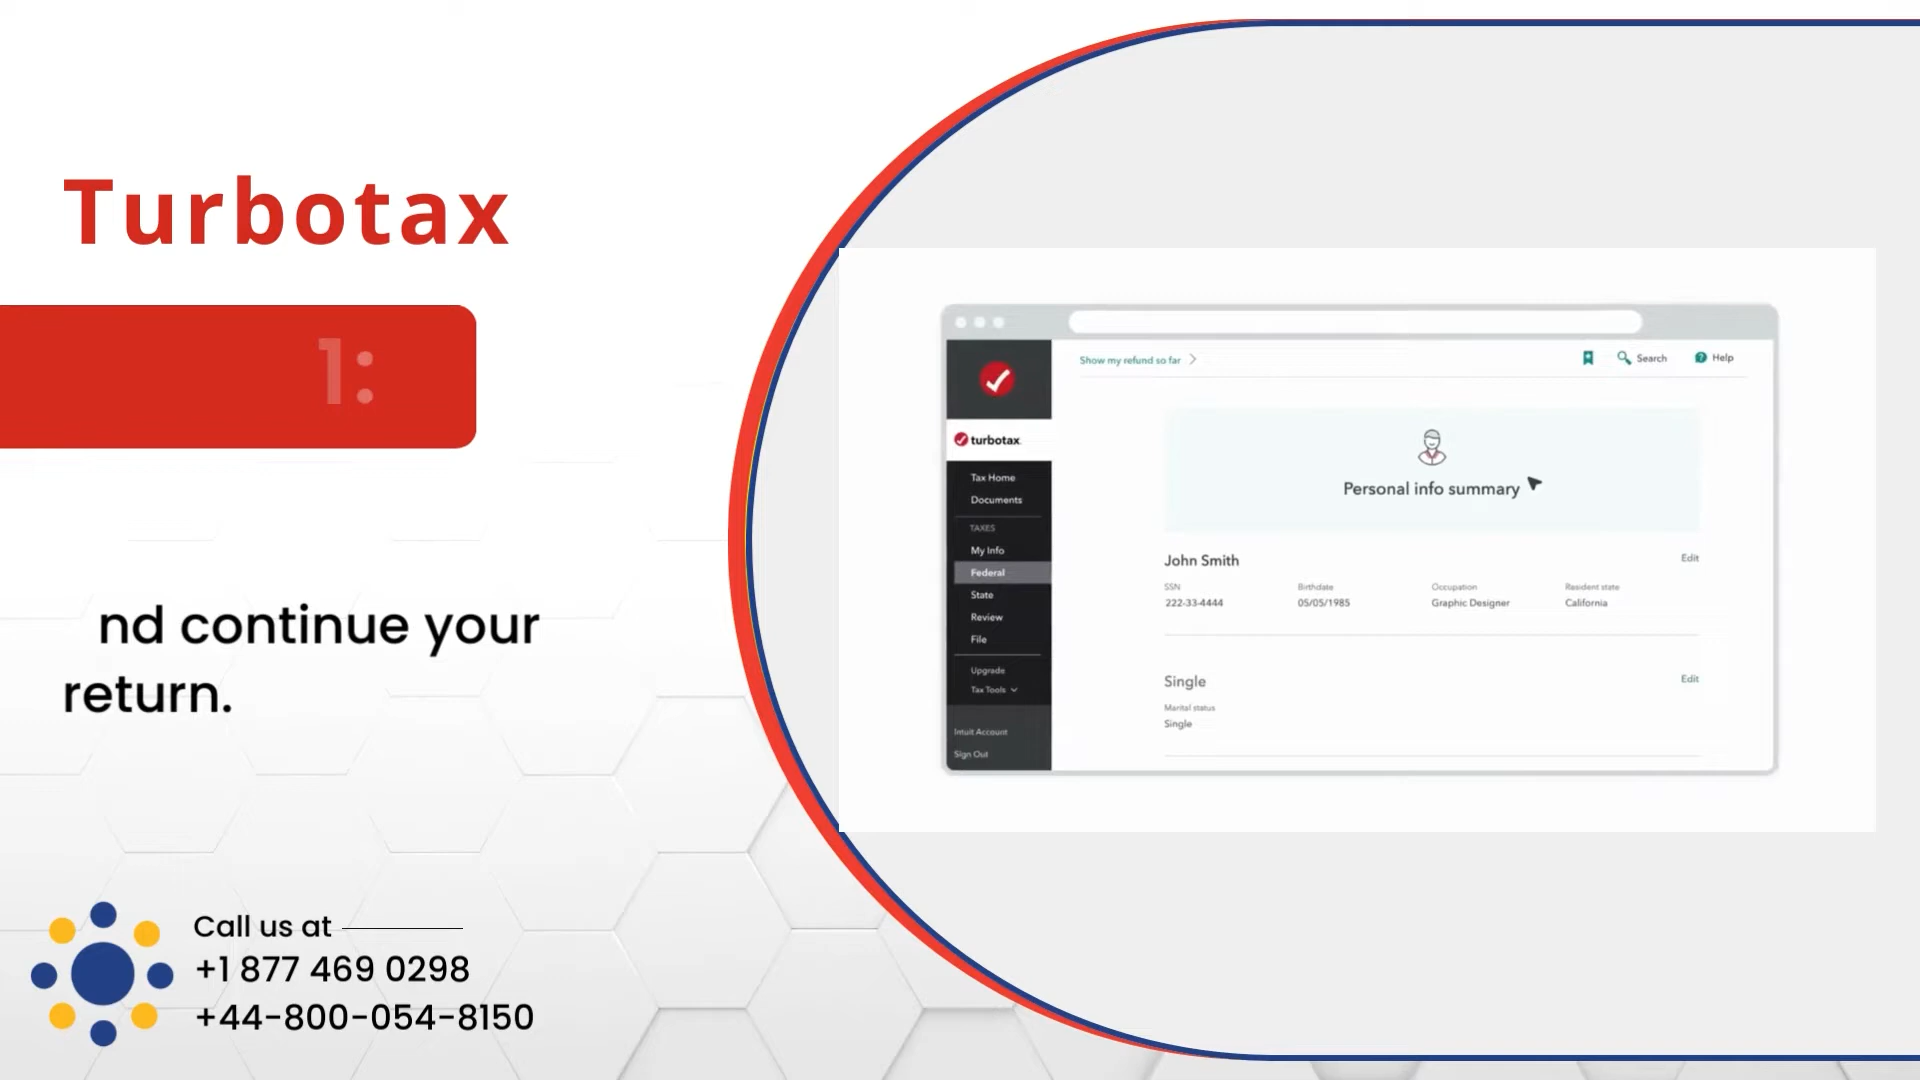 Turbotax
1:
nd continue your
return.
Call us at
+1 877 469 0298
+44-800-054-8150
Show my refund so far
Search
Help
turbotax
Tax Home
Documents
TAXES
My Info
Federal
State
Review
File
Upgrade
Tax Tools
Intuit Account
Sign Out
Personal info summary
John Smith
Edit
SSN
Birthdate
Occupation
Resident state
222-33-4444
05/05/1985
Graphic Designer
California
Single
Edit
Marital status
Single